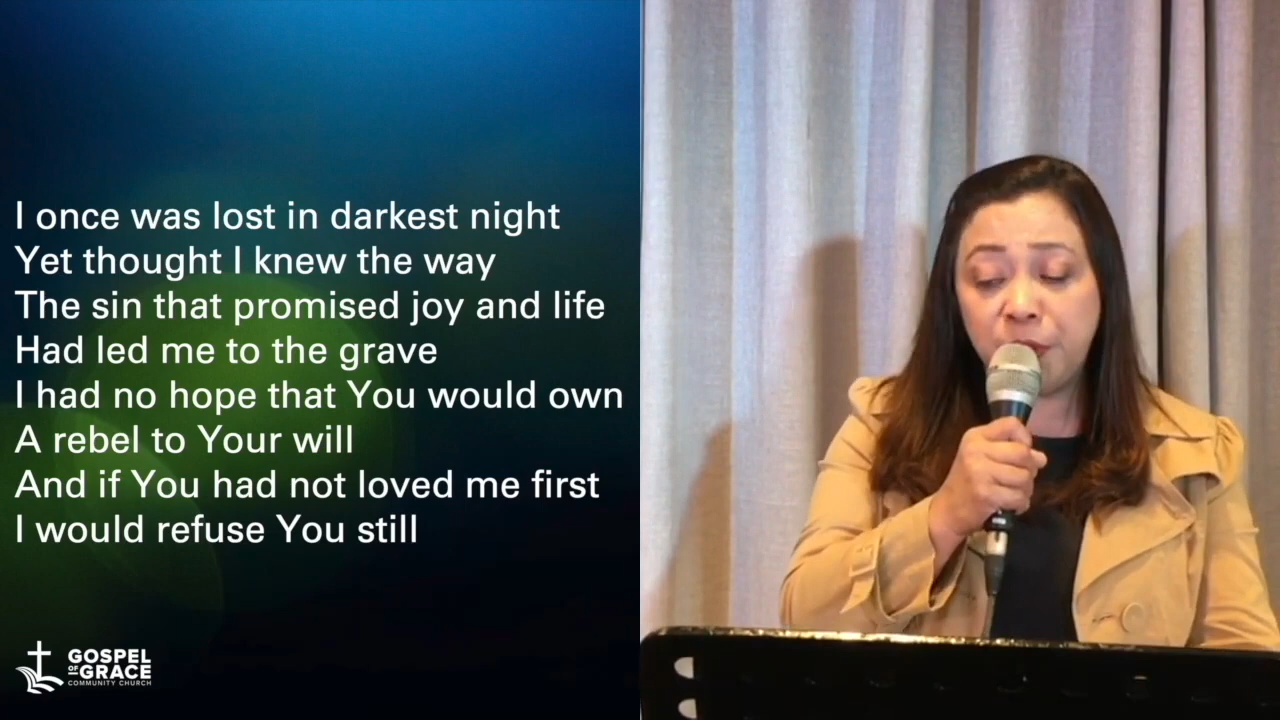 I once was lost in darkest night
Yet thought I knew the way
The sin that promised joy and life
Had led me to the grave
I had no hope that You would own
A rebel to Your will
And if You had not loved me first
I would refuse You still
GOSPEL
OF GRACE
COMMUNITY CHURCH